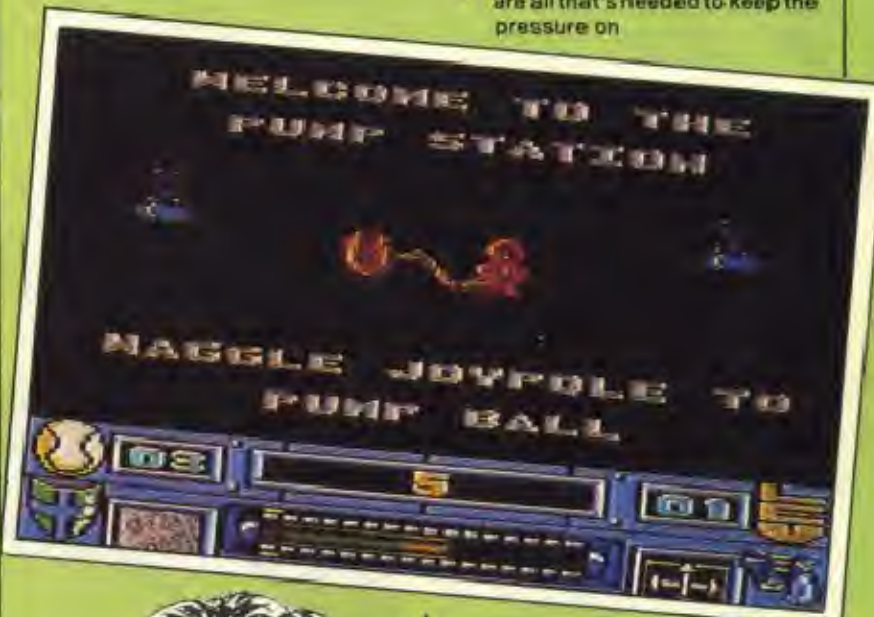 are all that's needed to keep the
pressure on
WELCOME TO THE
PUMP STATION
WAGGLE JOYPOLE TO
PUMP BALL
03
5
01